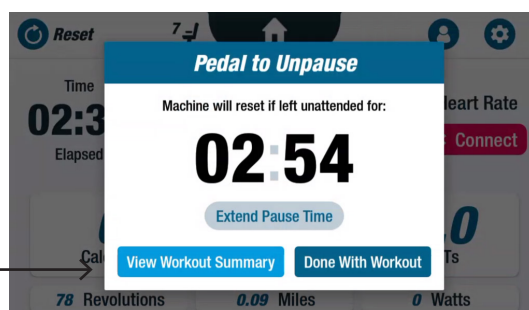 Reset
7
Pedal to Unpause
Time
Machine will reset if left unattended for:
Heart Rate
02:3
02:54
Connect
Elapsed
Extend Pause Time
View Workout Summary
Done With Workout
78 Revolutions
0.09 Miles
0 Watts